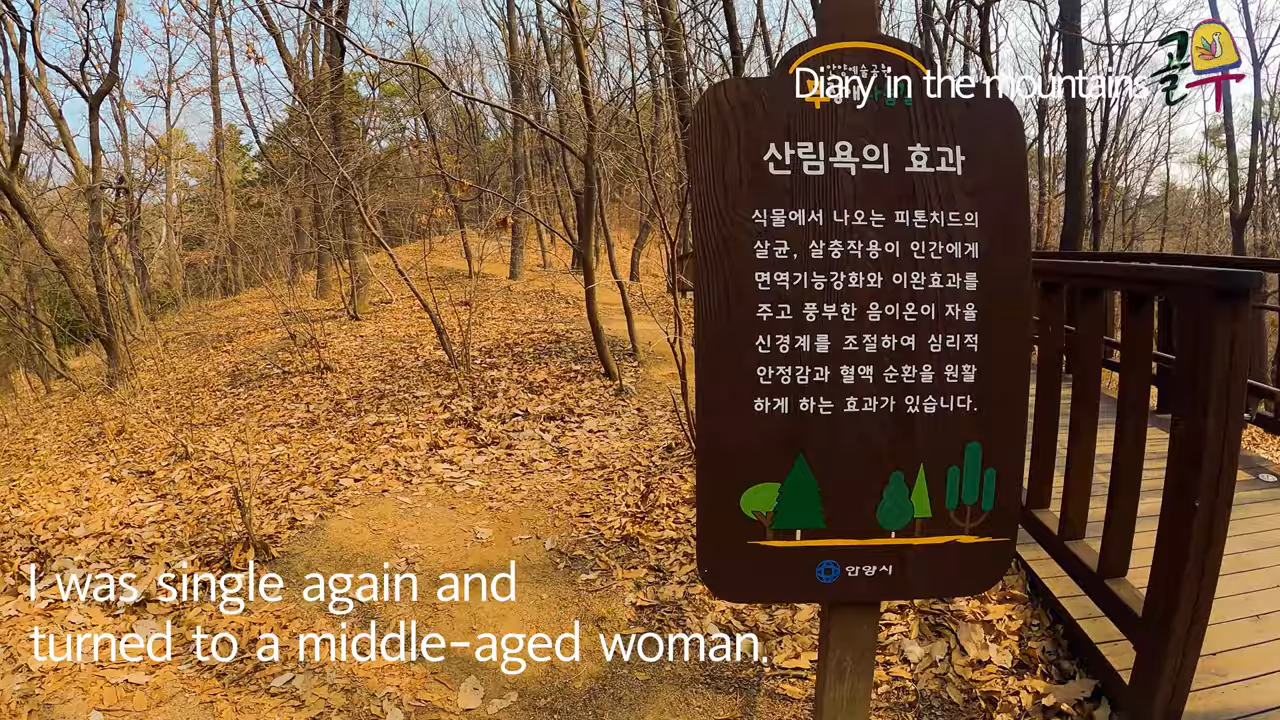 Diary in the mountains
골무
산림욕의 효과
식물에서 나오는 피톤치드의
살균, 살충작용이 인간에게
면역기능강화와 이완효과를
주고 풍부한 음이온이 자율
신경계를 조절하여 심리적
안정감과 혈액 순환을 원활
하게 하는 효과가 있습니다.
안양시
I was single again and
turned to a middle-aged woman.